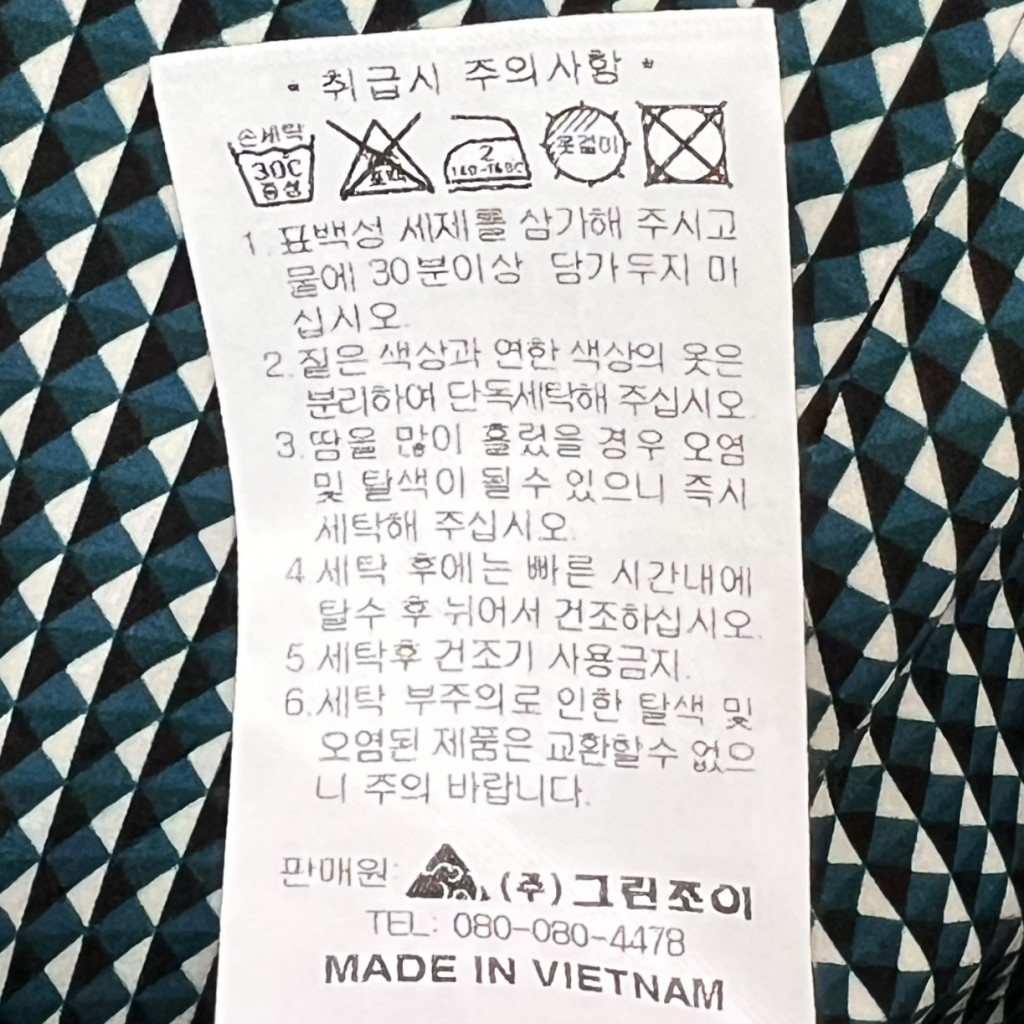 • 취급시 주의사항 •
손세탁
30℃
중성
표백
2
140-160℃
옷걸이
1. 표백성 세제를 삼가해 주시고
물에 30분이상 담가두지 마
십시오.
2. 짙은 색상과 연한 색상의 옷은
분리하여 단독세탁해 주십시오.
3. 땀을 많이 흘렸을 경우 오염
및 탈색이 될수 있으니 즉시
세탁해 주십시오.
4. 세탁 후에는 빠른 시간내에
탈수 후 뉘어서 건조하십시오.
5. 세탁후 건조기 사용금지.
6. 세탁 부주의로 인한 탈색 및
오염된 제품은 교환할수 없으
니 주의 바랍니다.
판매원: (주)그린조이
TEL: 080-080-4478
MADE IN VIETNAM